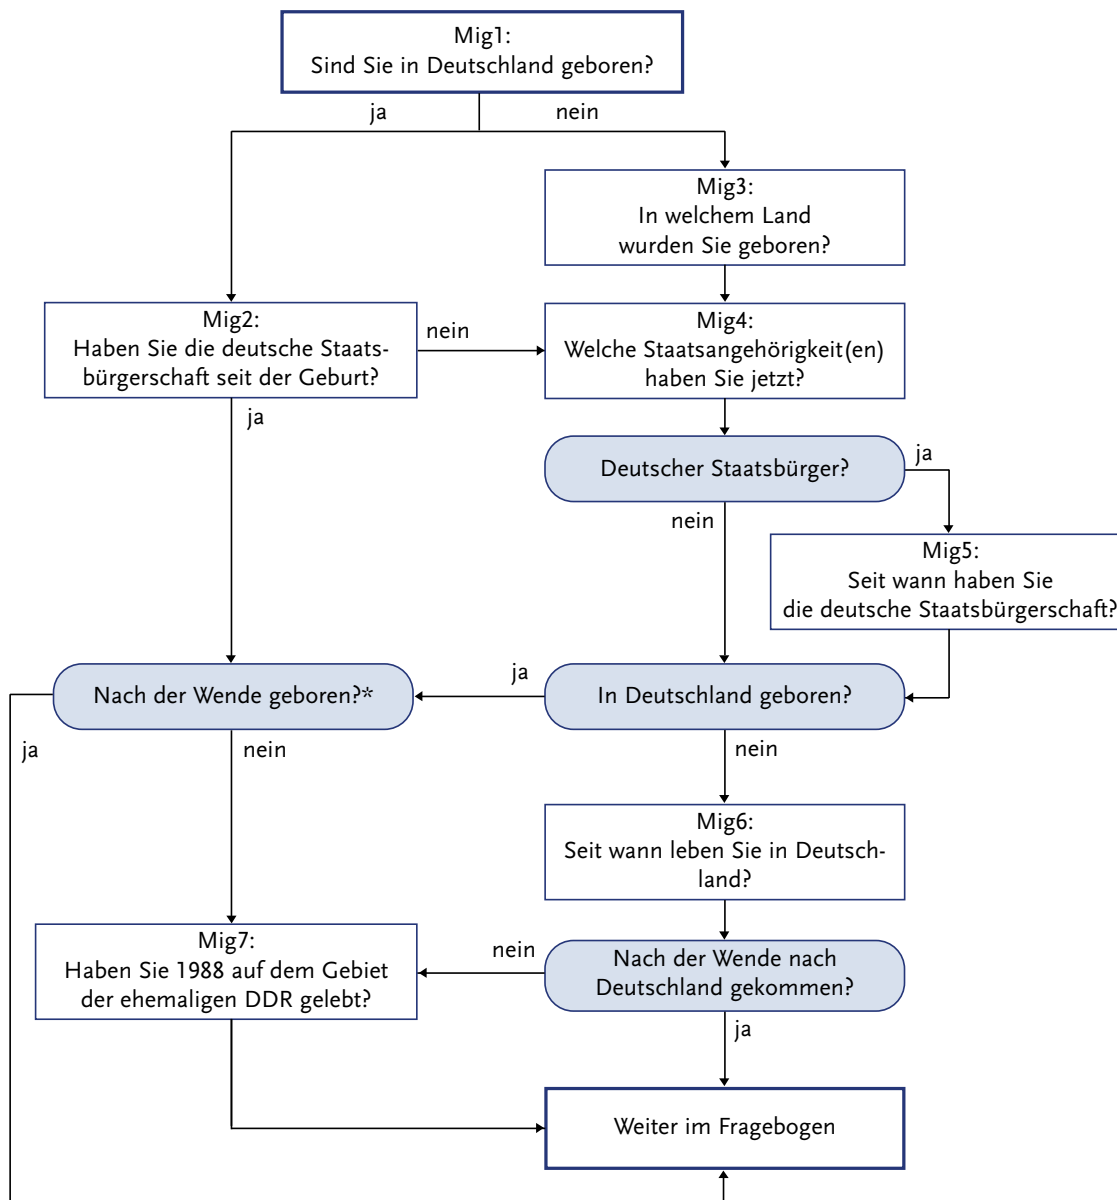 Mig1:
Sind Sie in Deutschland geboren?
ja
nein
Mig3:
In welchem Land
wurden Sie geboren?
Mig2:
Haben Sie die deutsche Staats-
bürgerschaft seit der Geburt?
nein
Mig4:
Welche Staatsangehörigkeit(en)
haben Sie jetzt?
ja
Deutscher Staatsbürger?
ja
nein
Mig5:
Seit wann haben Sie
die deutsche Staatsbürgerschaft?
Nach der Wende geboren?*
ja
In Deutschland geboren?
ja
nein
nein
Mig6:
Seit wann leben Sie in Deutsch-
land?
Mig7:
Haben Sie 1988 auf dem Gebiet
der ehemaligen DDR gelebt?
nein
Nach der Wende nach
Deutschland gekommen?
ja
Weiter im Fragebogen